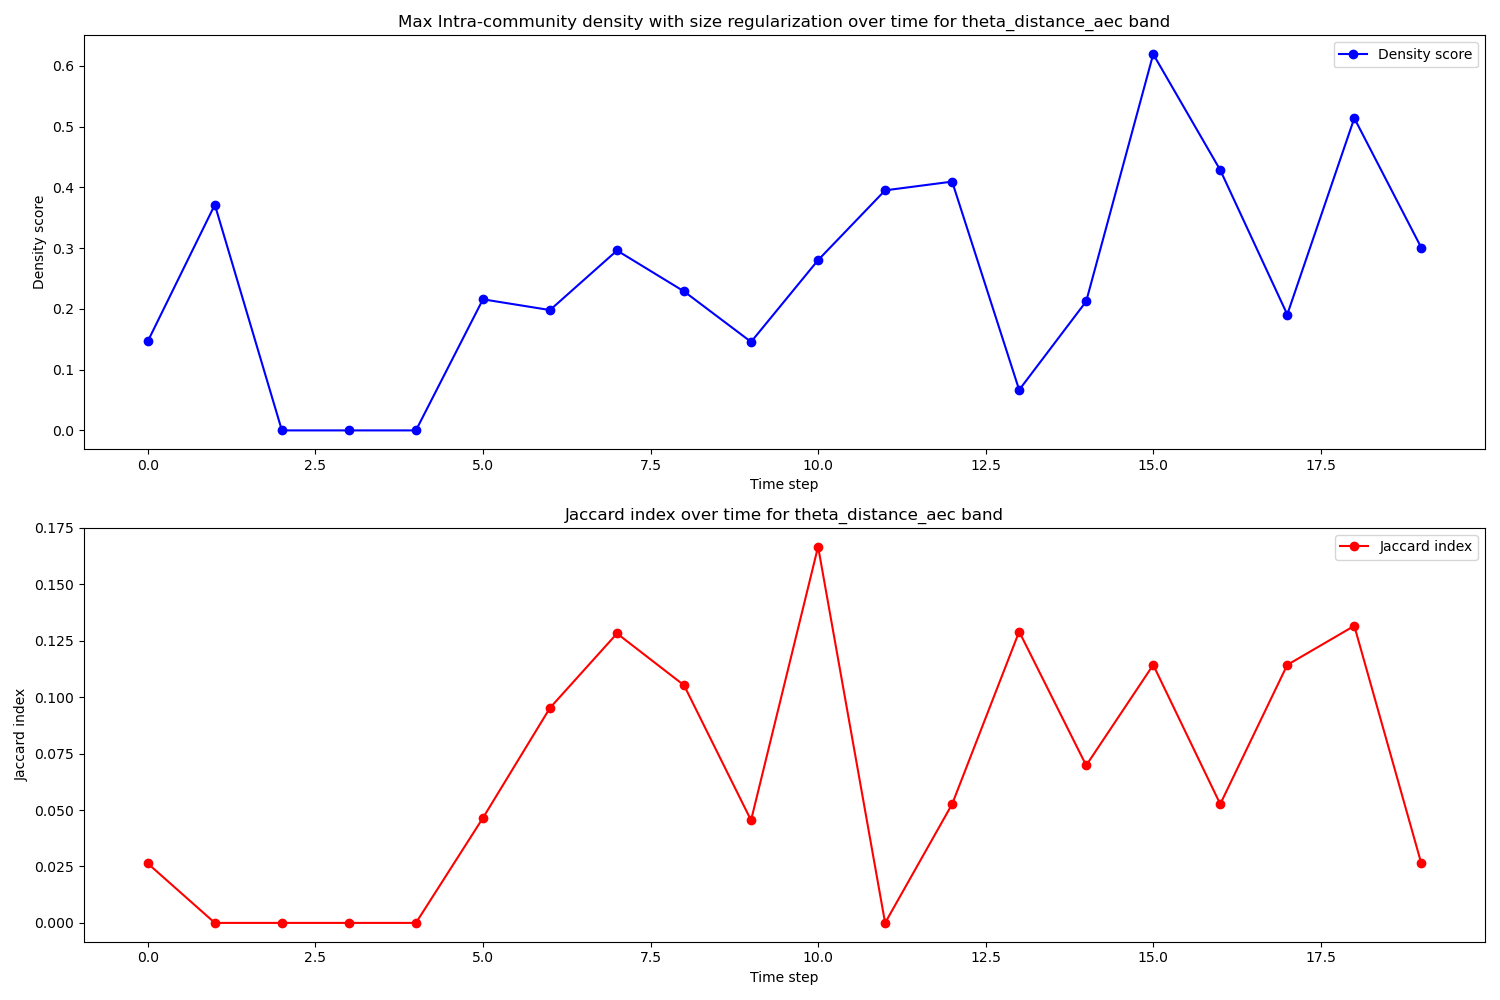 Max Intra-community density with size regularization over time for theta_distance_aec band
Density score
0.6
0.5
0.4
0.3
0.2
0.1
0.0
Density score
0.0 2.5 5.0 7.5 10.0 12.5 15.0 17.5
Time step
Jaccard index over time for theta_distance_aec band
Jaccard index
0.175
0.150
0.125
0.100
0.075
0.050
0.025
0.000
Jaccard index
0.0 2.5 5.0 7.5 10.0 12.5 15.0 17.5
Time step